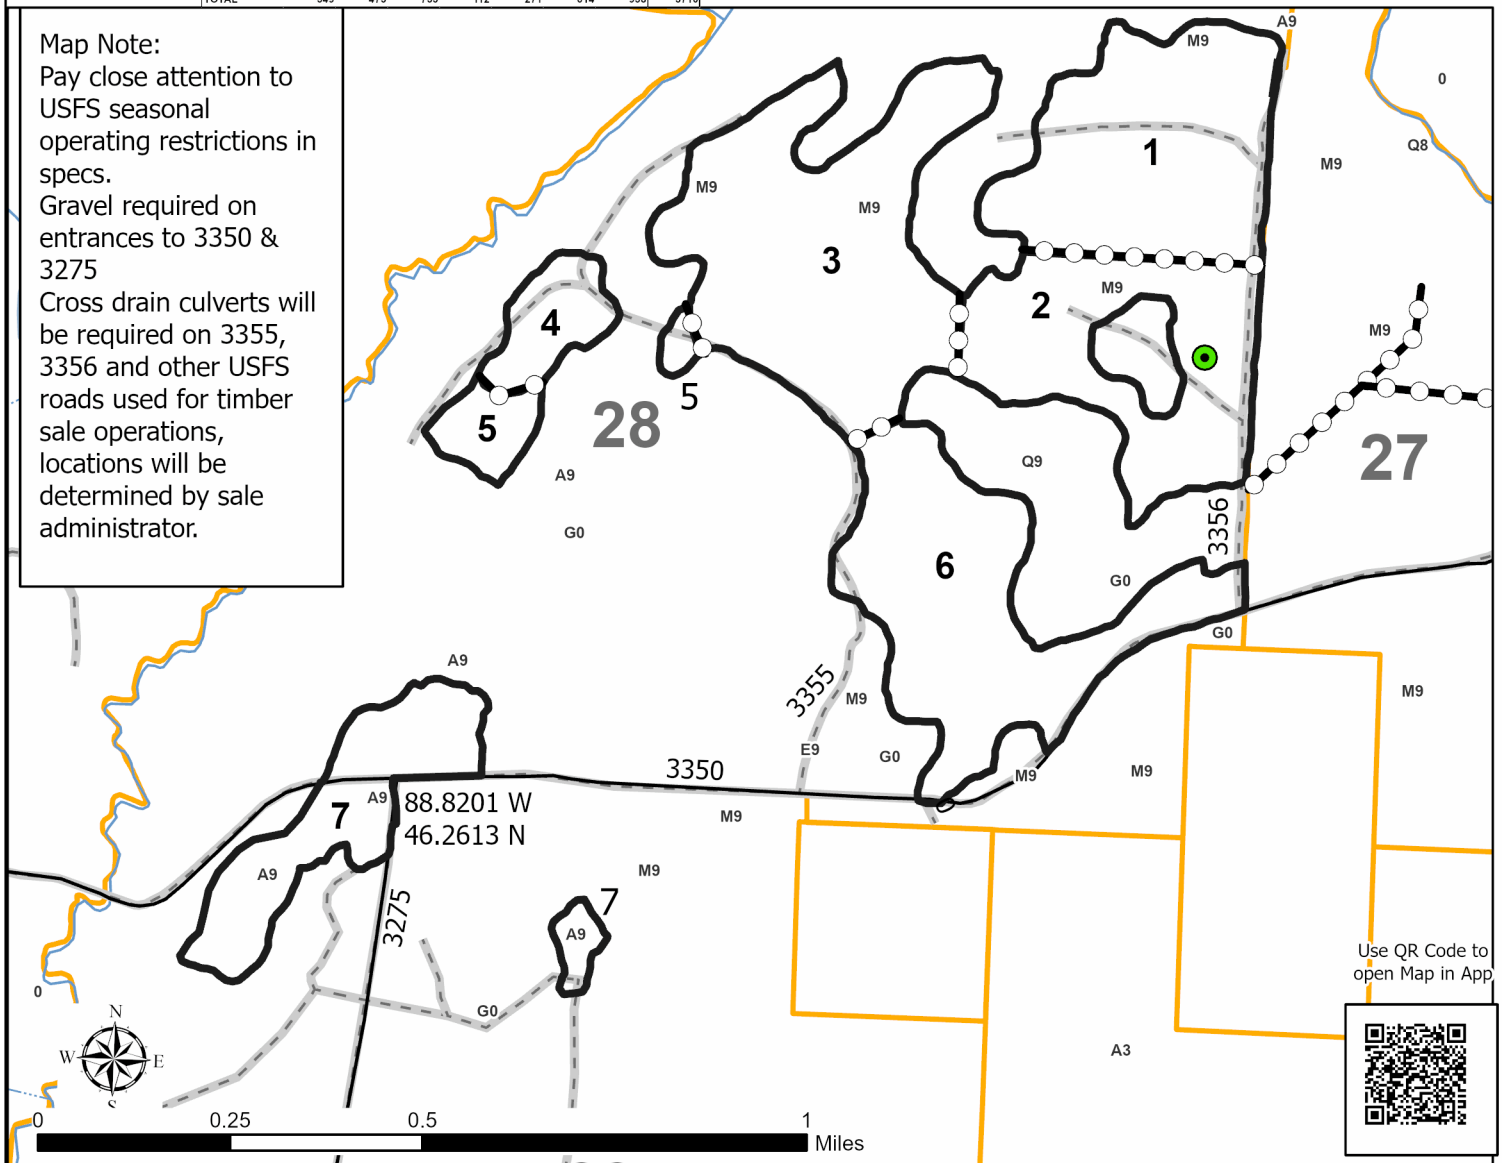 TOTAL
Map Note:
Pay close attention to
USFS seasonal
operating restrictions in
specs.
Gravel required on
entrances to 3350 &
3275
Cross drain culverts will
be required on 3355,
3356 and other USFS
roads used for timber
sale operations,
locations will be
determined by sale
administrator.
A9
M9
0
1
Q8
M9
M9
M9
3
M9
2
4
M9
5
28
5
27
Q9
A9
3356
G0
6
G0
G0
A9
3355
M9
M9
E9
G0
3350
M9
M9
A9
88.8201 W
7
46.2613 N
M9
A9
M9
7
3275
A9
Use QR Code to
open Map in App
0
G0
N
W
E
S
A3
0
0.25
0.5
1
Miles